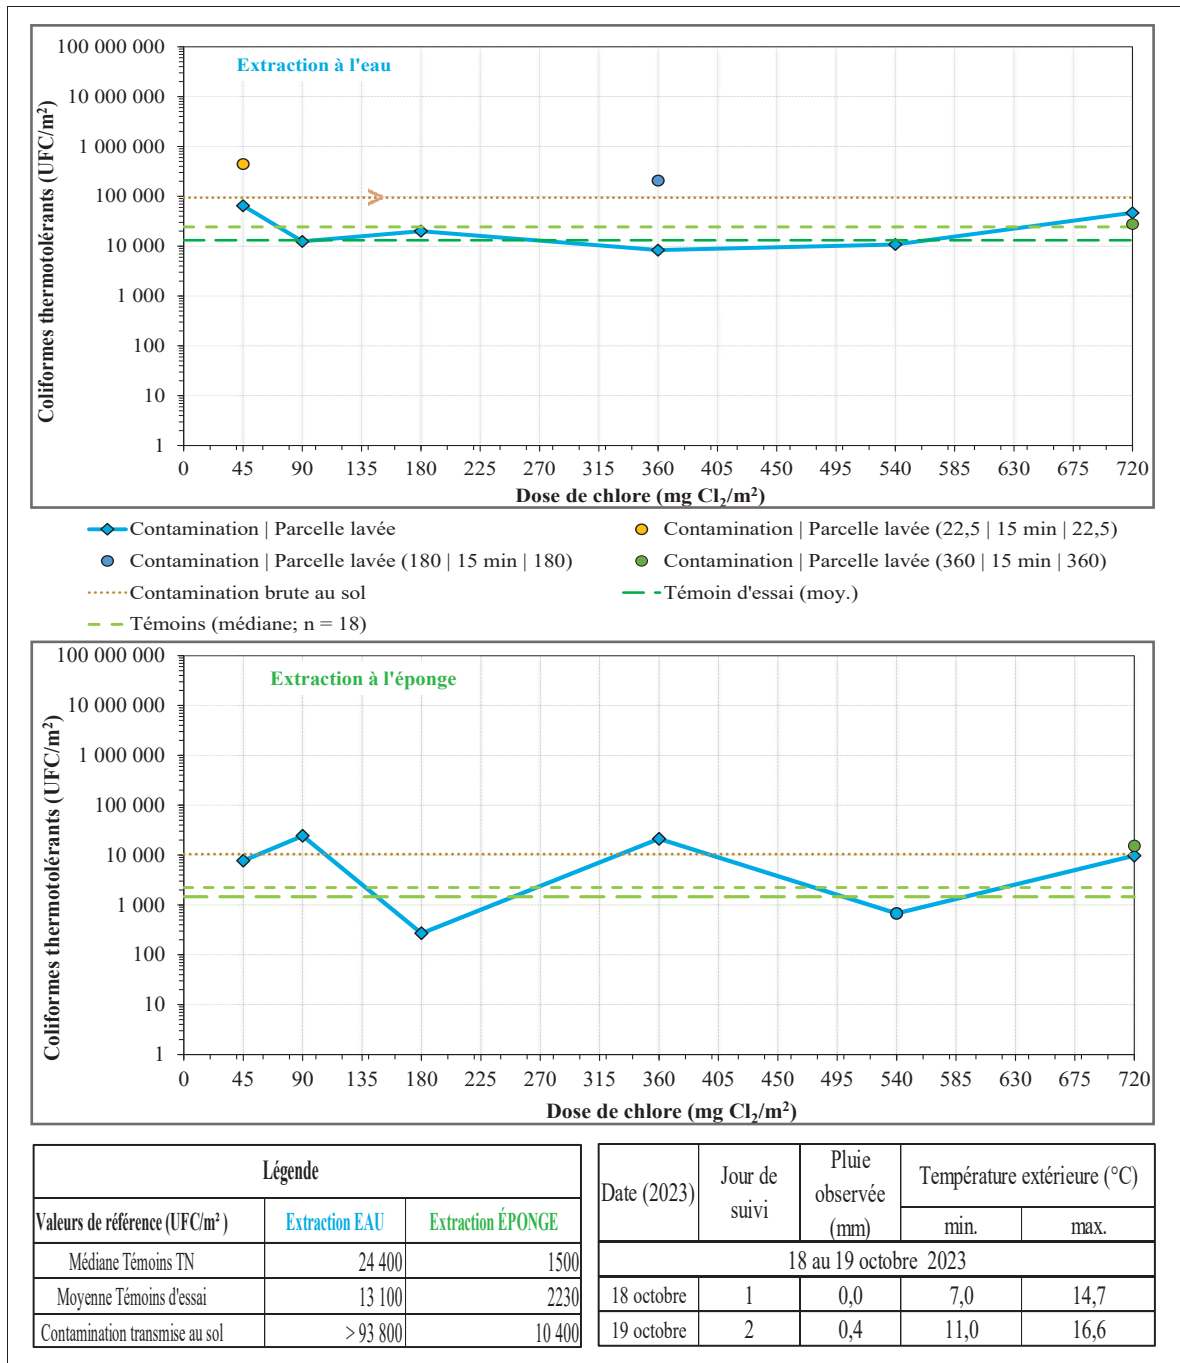 Extraction à l'eau
Coliformes thermotolérants (UFC/m²)
100 000 000
10 000 000
1 000 000
100 000
10 000
1 000
100
10
1
0 45 90 135 180 225 270 315 360 405 450 495 540 585 630 675 720
Dose de chlore (mg Cl₂/m²)
Contamination | Parcelle lavée
Contamination | Parcelle lavée (22,5 | 15 min | 22,5)
Contamination | Parcelle lavée (180 | 15 min | 180)
Contamination | Parcelle lavée (360 | 15 min | 360)
Contamination brute au sol
Témoin d'essai (moy.)
Témoins (médiane; n = 18)
Extraction à l'éponge
Coliformes thermotolérants (UFC/m²)
100 000 000
10 000 000
1 000 000
100 000
10 000
1 000
100
10
1
0 45 90 135 180 225 270 315 360 405 450 495 540 585 630 675 720
Dose de chlore (mg Cl₂/m²)
Légende
Valeurs de référence (UFC/m² ) Extraction EAU Extraction ÉPONGE
Médiane Témoins TN 24 400 1500
Moyenne Témoins d'essai 13 100 2230
Contamination transmise au sol > 93 800 10 400
Date (2023) Jour de suivi Pluie observée (mm) Température extérieure (°C)
min. max.
18 au 19 octobre 2023
18 octobre 1 0,0 7,0 14,7
19 octobre 2 0,4 11,0 16,6